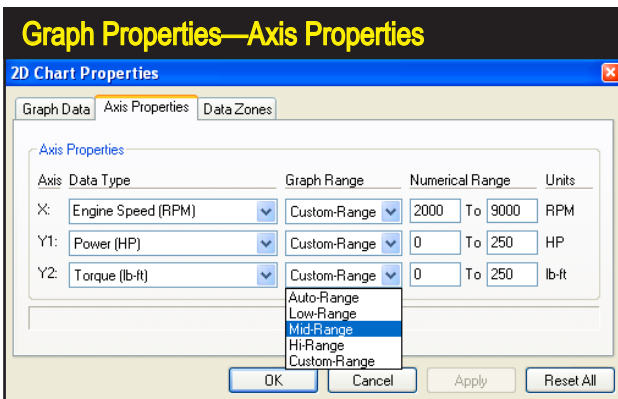 Graph Properties—Axis Properties
2D Chart Properties
Graph Data Axis Properties Data Zones
Axis Properties
Axis Data Type Graph Range Numerical Range Units
X: Engine Speed (RPM) Custom-Range 2000 To 9000 RPM
Y1: Power (HP) Custom-Range 0 To 250 HP
Y2: Torque (lb-ft) Custom-Range 0 To 250 lb-ft
Auto-Range
Low-Range
Mid-Range
Hi-Range
Custom-Range
OK Cancel Apply Reset All